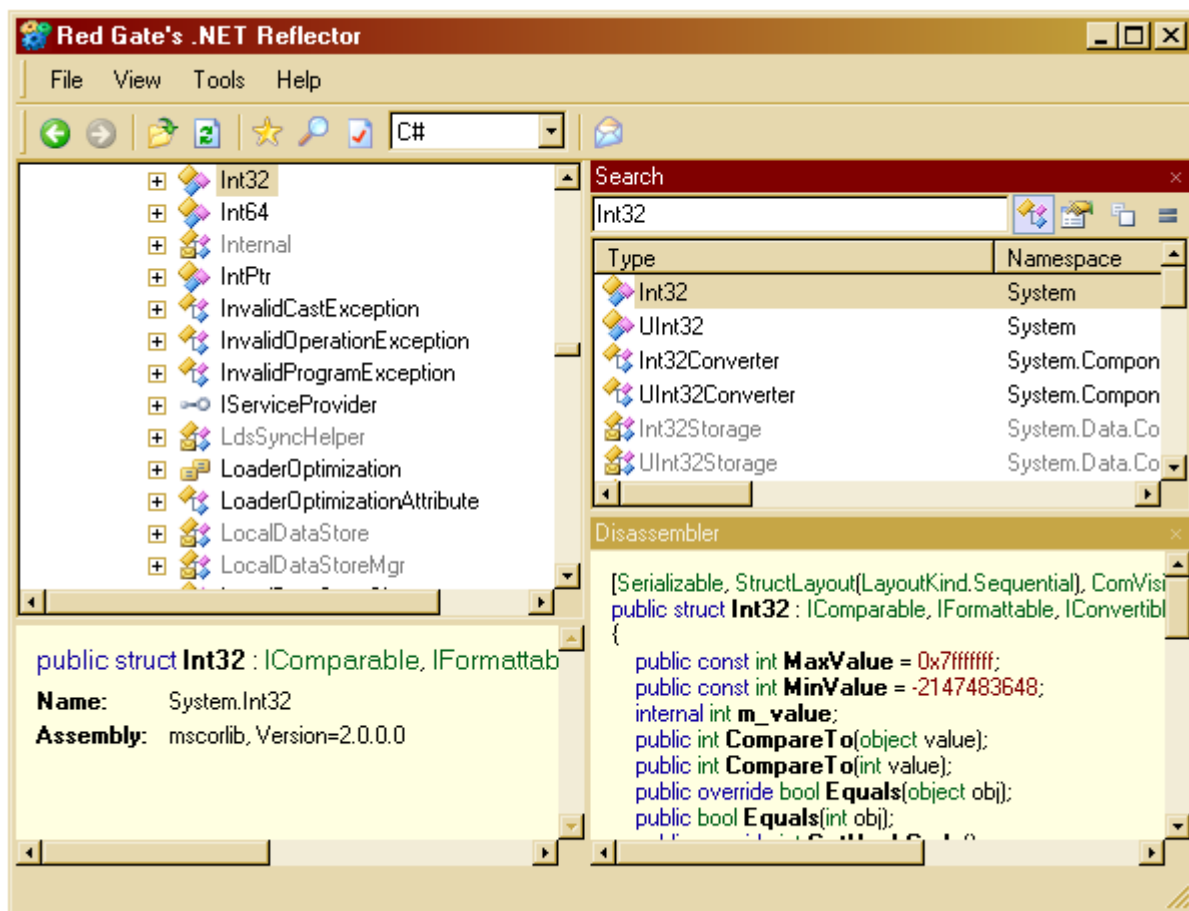 Red Gate's .NET Reflector
File View Tools Help
C#
Int32
Int64
Internal
IntPtr
InvalidCastException
InvalidOperationException
InvalidProgramException
IServiceProvider
LdsSyncHelper
LoaderOptimization
LoaderOptimizationAttribute
LocalDataStore
LocalDataStoreMgr
public struct Int32 : IComparable, IFormattab
Name: System.Int32
Assembly: mscorlib, Version=2.0.0.0
Search
Int32
Type Namespace
Int32 System
UInt32 System
Int32Converter System.Compon
UInt32Converter System.Compon
Int32Storage System.Data.Co
UInt32Storage System.Data.Co
Disassembler
[Serializable, StructLayout(LayoutKind.Sequential), ComVisi
public struct Int32 : IComparable, IFormattable, IConvertibl
{
public const int MaxValue = 0x7fffffff;
public const int MinValue = -2147483648;
internal int m_value;
public int CompareTo(object value);
public int CompareTo(int value);
public override bool Equals(object obj);
public bool Equals(int obj);